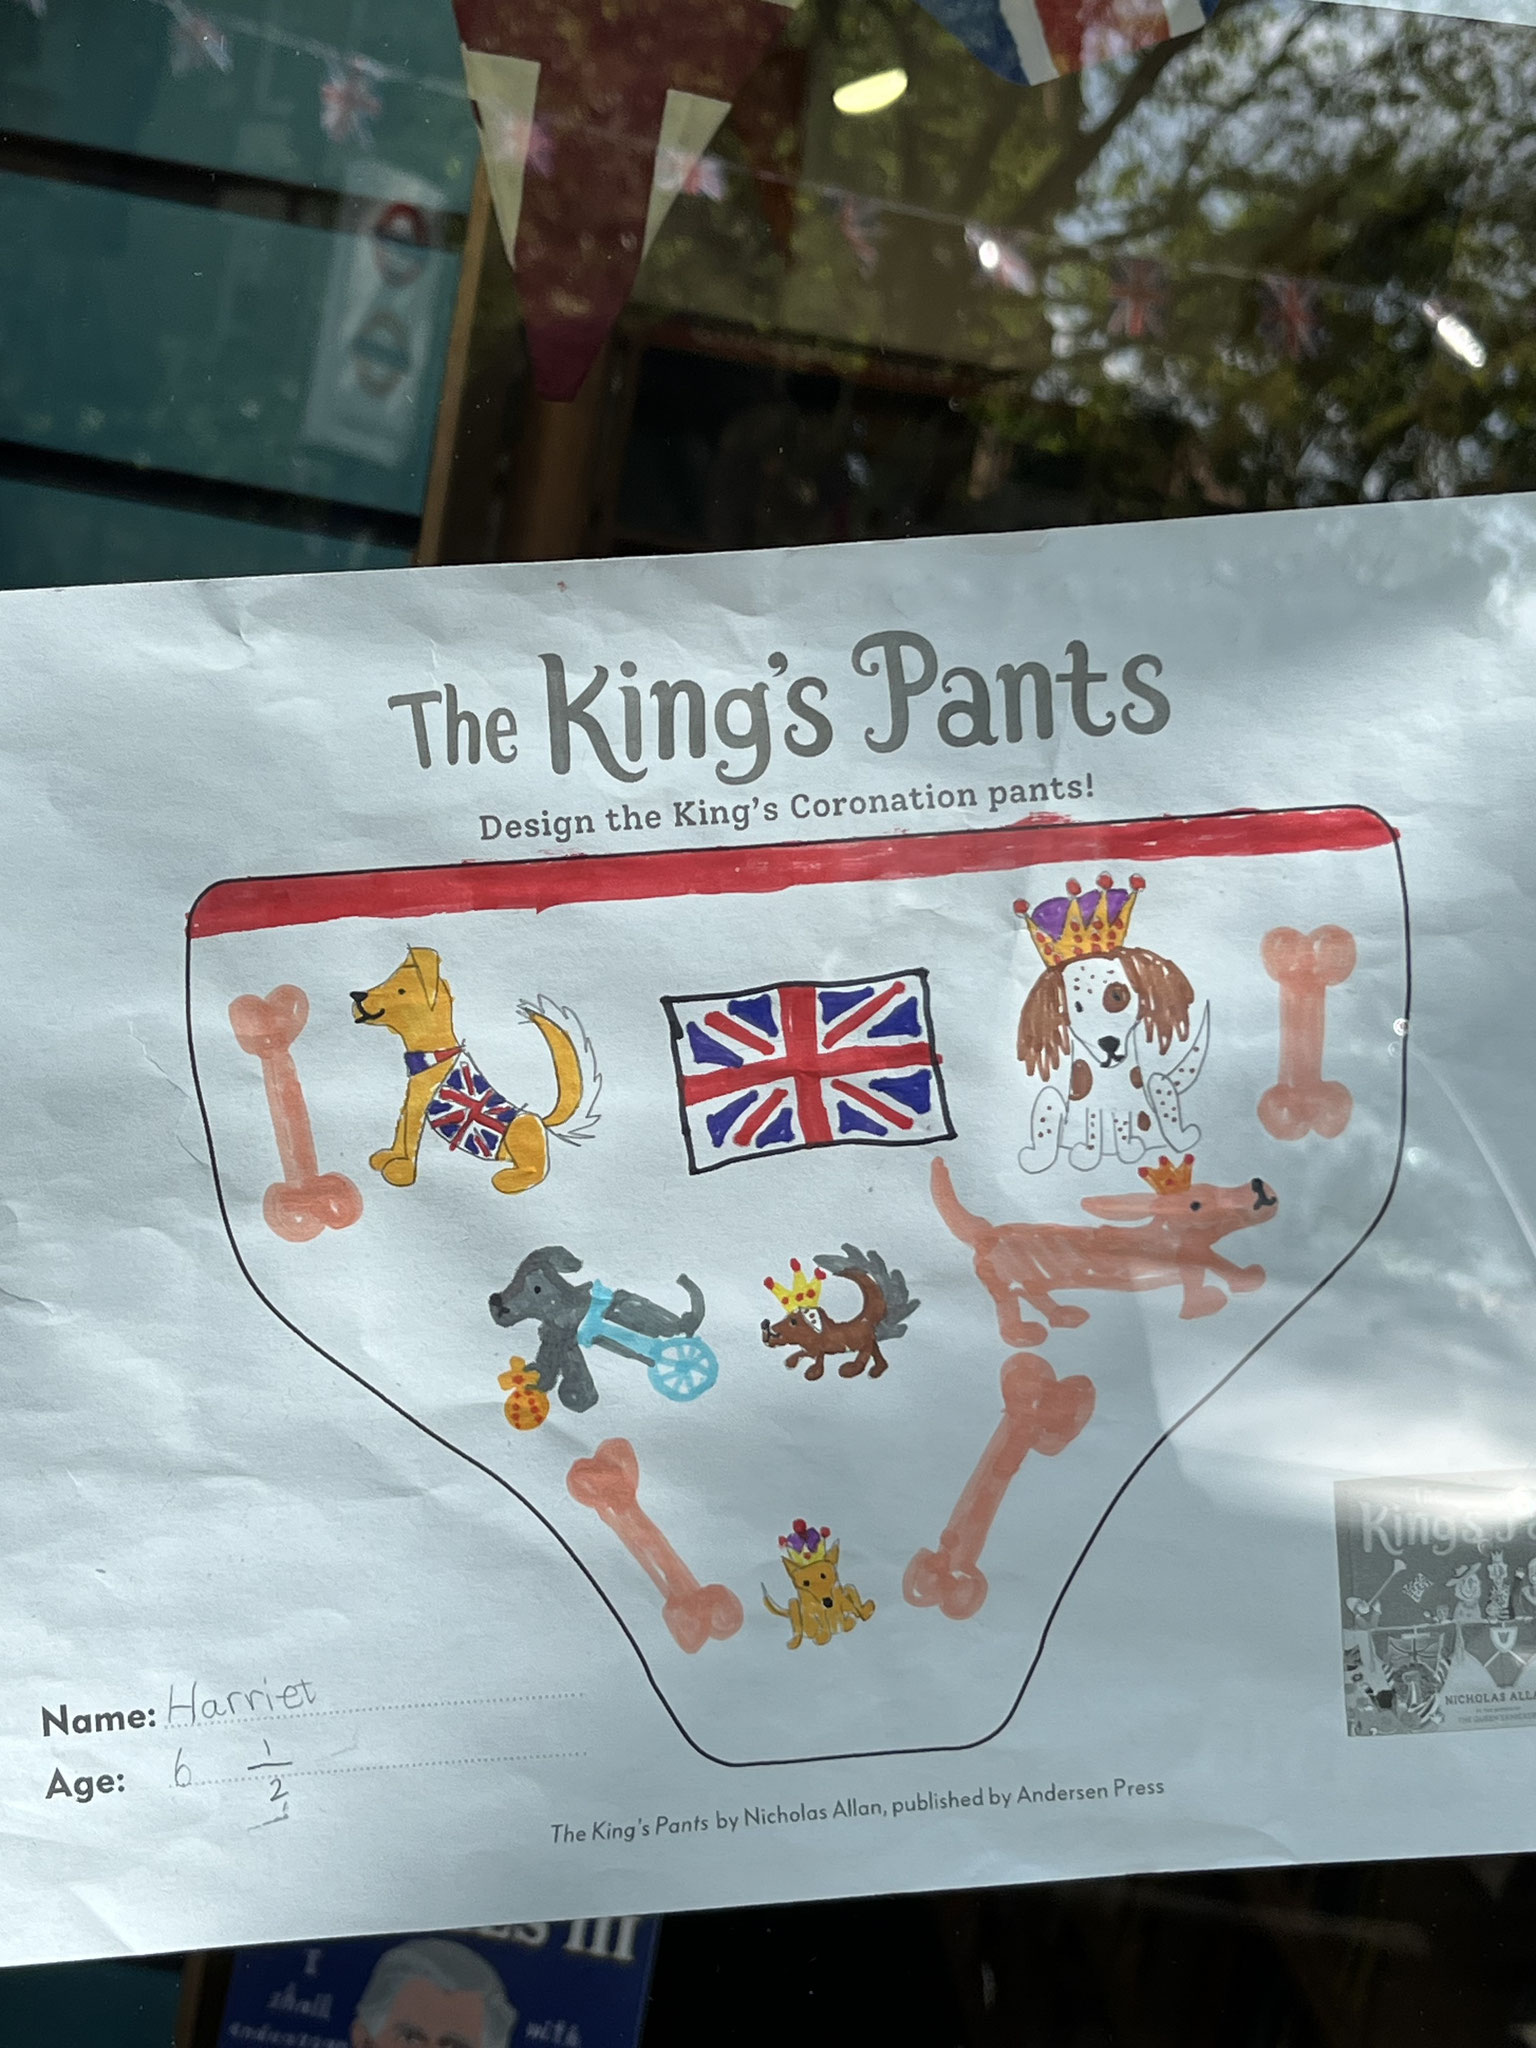 The King's Pants
Design the King's Coronation pants!
Name: Harriet
Age: 6 1/2
The King's Pants by Nicholas Allan, published by Andersen Press
King's
NICHOLAS
III
I
shall
with